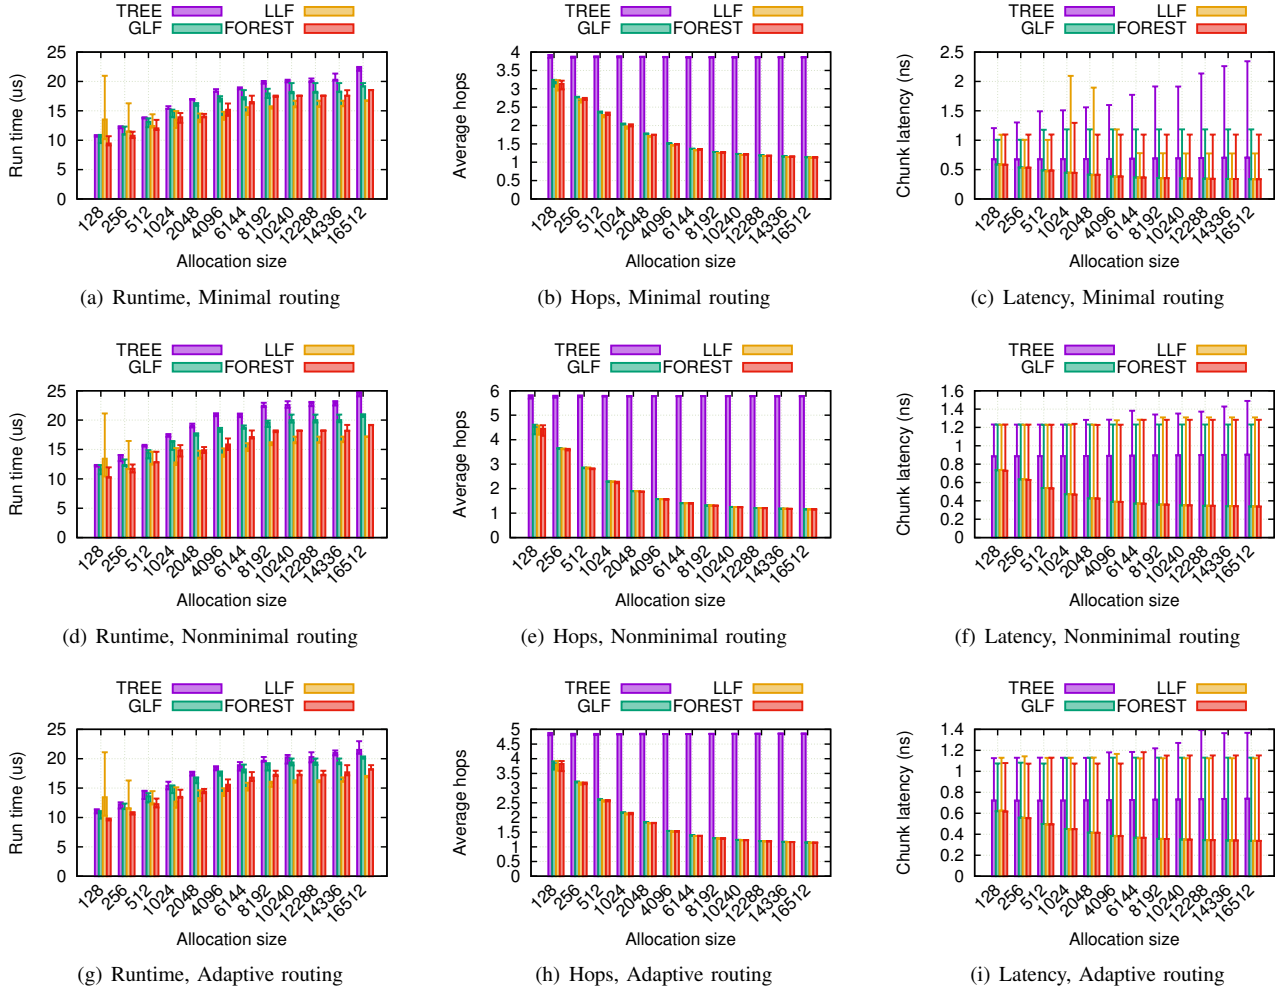 TREE LLF
GLF FOREST
25
20
15
10
5
0
Run time (us)
128 256 512 1024 2048 4096 6144 8192 10240 12288 14336 16512
Allocation size
(a) Runtime, Minimal routing
TREE LLF
GLF FOREST
4
3.5
3
2.5
2
1.5
1
0.5
0
Average hops
128 256 512 1024 2048 4096 6144 8192 10240 12288 14336 16512
Allocation size
(b) Hops, Minimal routing
TREE LLF
GLF FOREST
2.5
2
1.5
1
0.5
0
Chunk latency (ns)
128 256 512 1024 2048 4096 6144 8192 10240 12288 14336 16512
Allocation size
(c) Latency, Minimal routing
TREE LLF
GLF FOREST
25
20
15
10
5
0
Run time (us)
128 256 512 1024 2048 4096 6144 8192 10240 12288 14336 16512
Allocation size
(d) Runtime, Nonminimal routing
TREE LLF
GLF FOREST
6
5
4
3
2
1
0
Average hops
128 256 512 1024 2048 4096 6144 8192 10240 12288 14336 16512
Allocation size
(e) Hops, Nonminimal routing
TREE LLF
GLF FOREST
1.6
1.4
1.2
1
0.8
0.6
0.4
0.2
0
Chunk latency (ns)
128 256 512 1024 2048 4096 6144 8192 10240 12288 14336 16512
Allocation size
(f) Latency, Nonminimal routing
TREE LLF
GLF FOREST
25
20
15
10
5
0
Run time (us)
128 256 512 1024 2048 4096 6144 8192 10240 12288 14336 16512
Allocation size
(g) Runtime, Adaptive routing
TREE LLF
GLF FOREST
5
4.5
4
3.5
3
2.5
2
1.5
1
0.5
0
Average hops
128 256 512 1024 2048 4096 6144 8192 10240 12288 14336 16512
Allocation size
(h) Hops, Adaptive routing
TREE LLF
GLF FOREST
1.4
1.2
1
0.8
0.6
0.4
0.2
0
Chunk latency (ns)
128 256 512 1024 2048 4096 6144 8192 10240 12288 14336 16512
Allocation size
(i) Latency, Adaptive routing